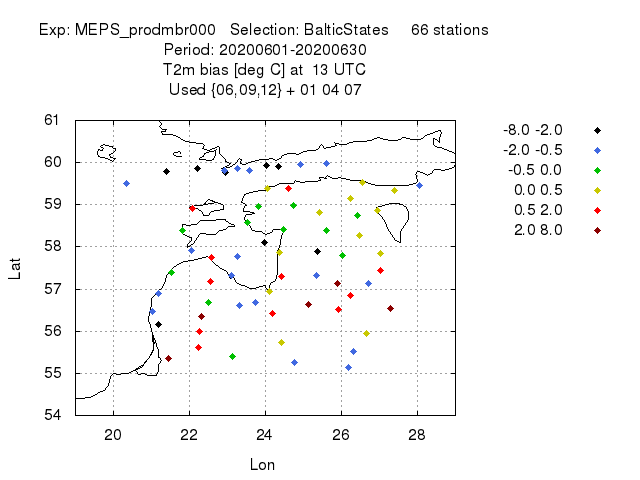 Exp: MEPS_prodmbr000 Selection: BalticStates 66 stations
Period: 20200601-20200630
T2m bias [deg C] at 13 UTC
Used {06,09,12} + 01 04 07
61
60
59
58
57
56
55
54
Lat
20 22 24 26 28
Lon
-8.0 -2.0
-2.0 -0.5
-0.5 0.0
0.0 0.5
0.5 2.0
2.0 8.0